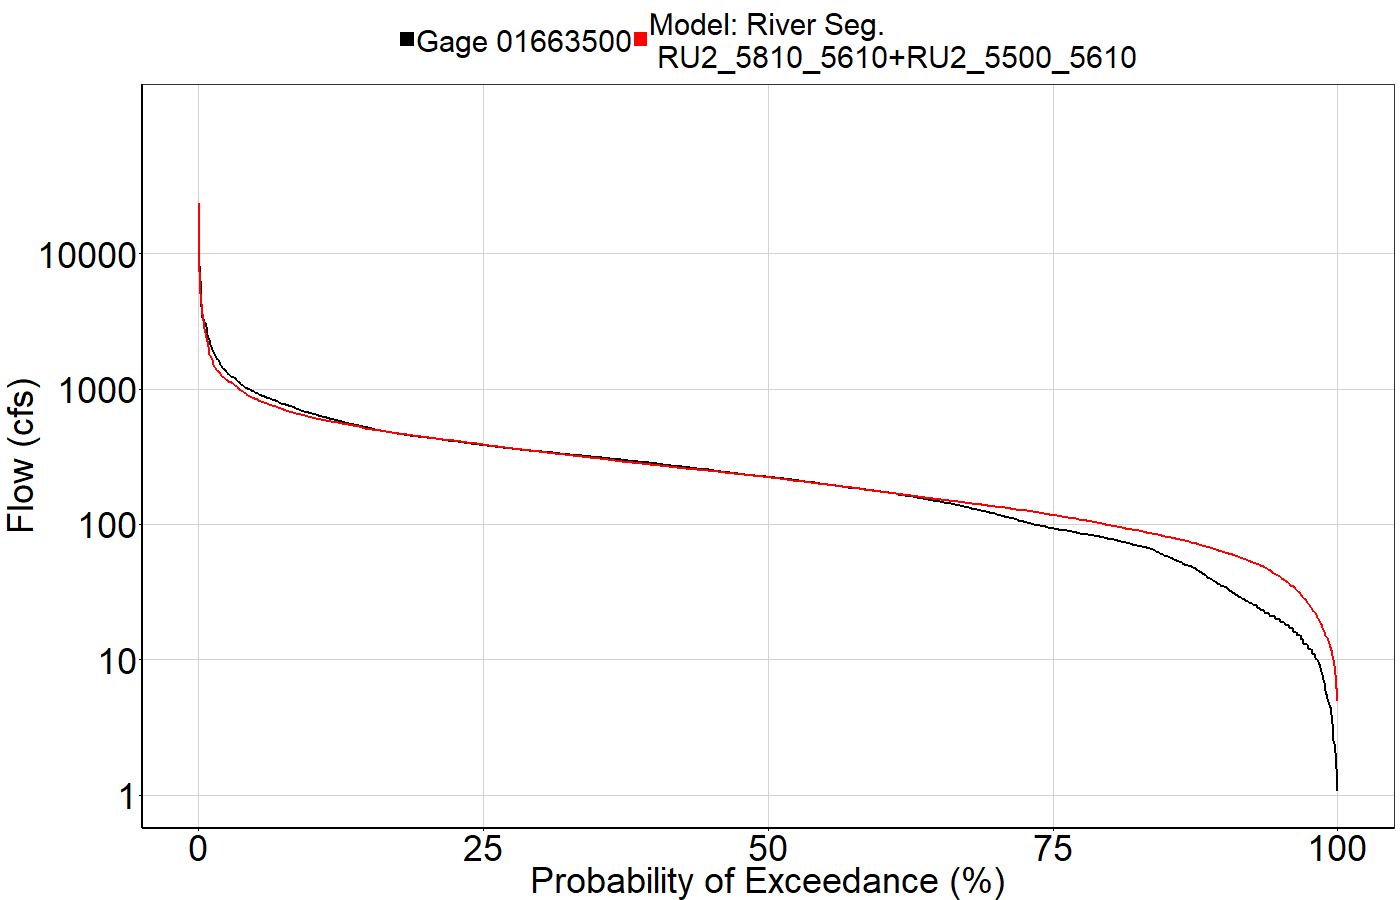 Gage 01663500
Model: River Seg.
RU2_5810_5610+RU2_5500_5610
Flow (cfs)
10000
1000
100
10
1
0 25 50 75 100
Probability of Exceedance (%)